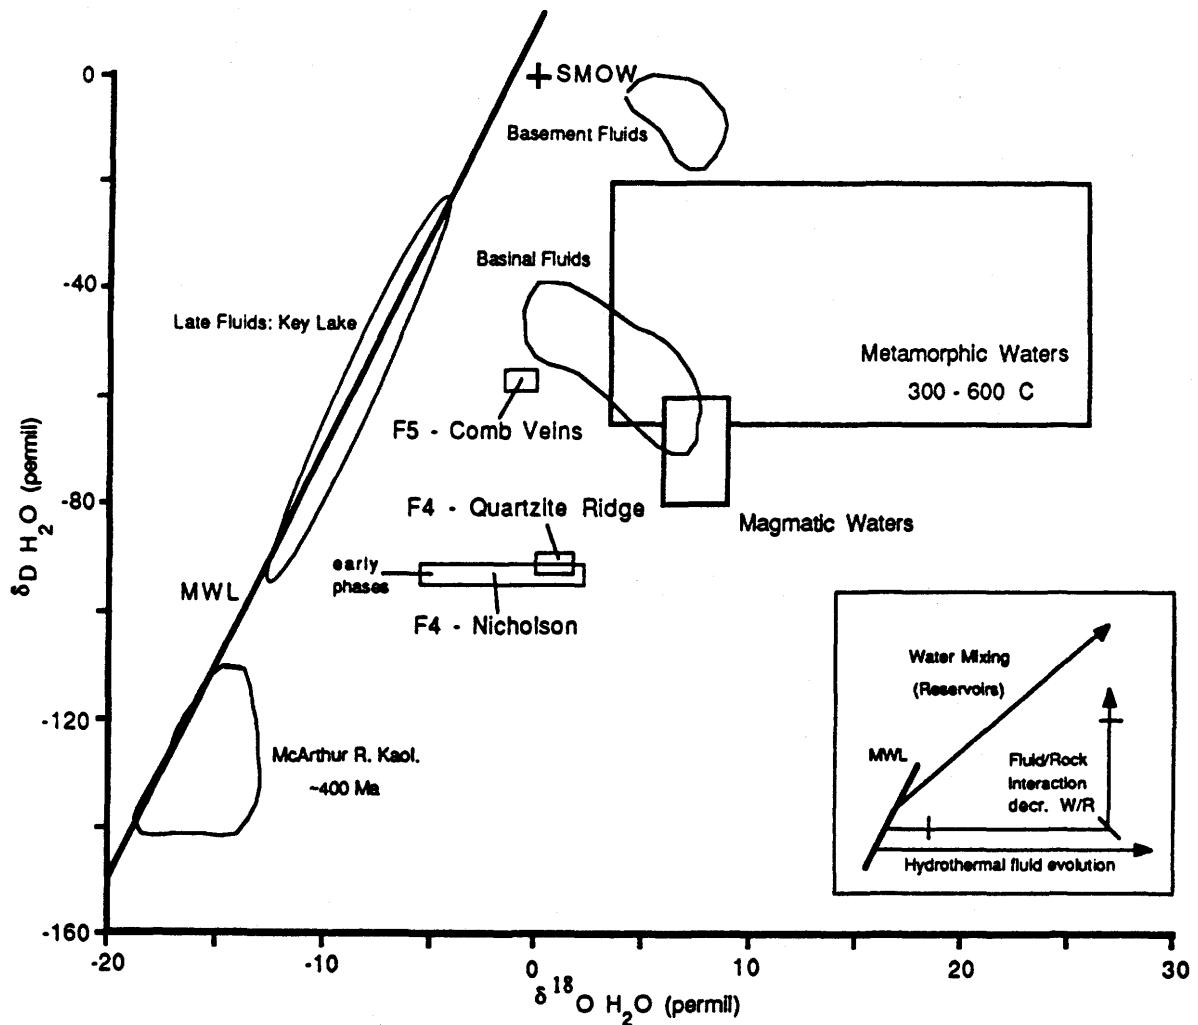 0
SMOW
Basement Fluids
-40
Basinal Fluids
Late Fluids: Key Lake
Metamorphic Waters
300 - 600 C
F5 - Comb Veins
δD H2O (permil)
-80
F4 - Quartzite Ridge
Magmatic Waters
early
phases
MWL
F4 - Nicholson
Water Mixing
(Reservoirs)
-120
McArthur R. Kaol.
~400 Ma
MWL
Fluid/Rock
Interaction
decr. W/R
Hydrothermal fluid evolution
-160
-20
-10
0
10
20
30
δ18O H2O (permil)